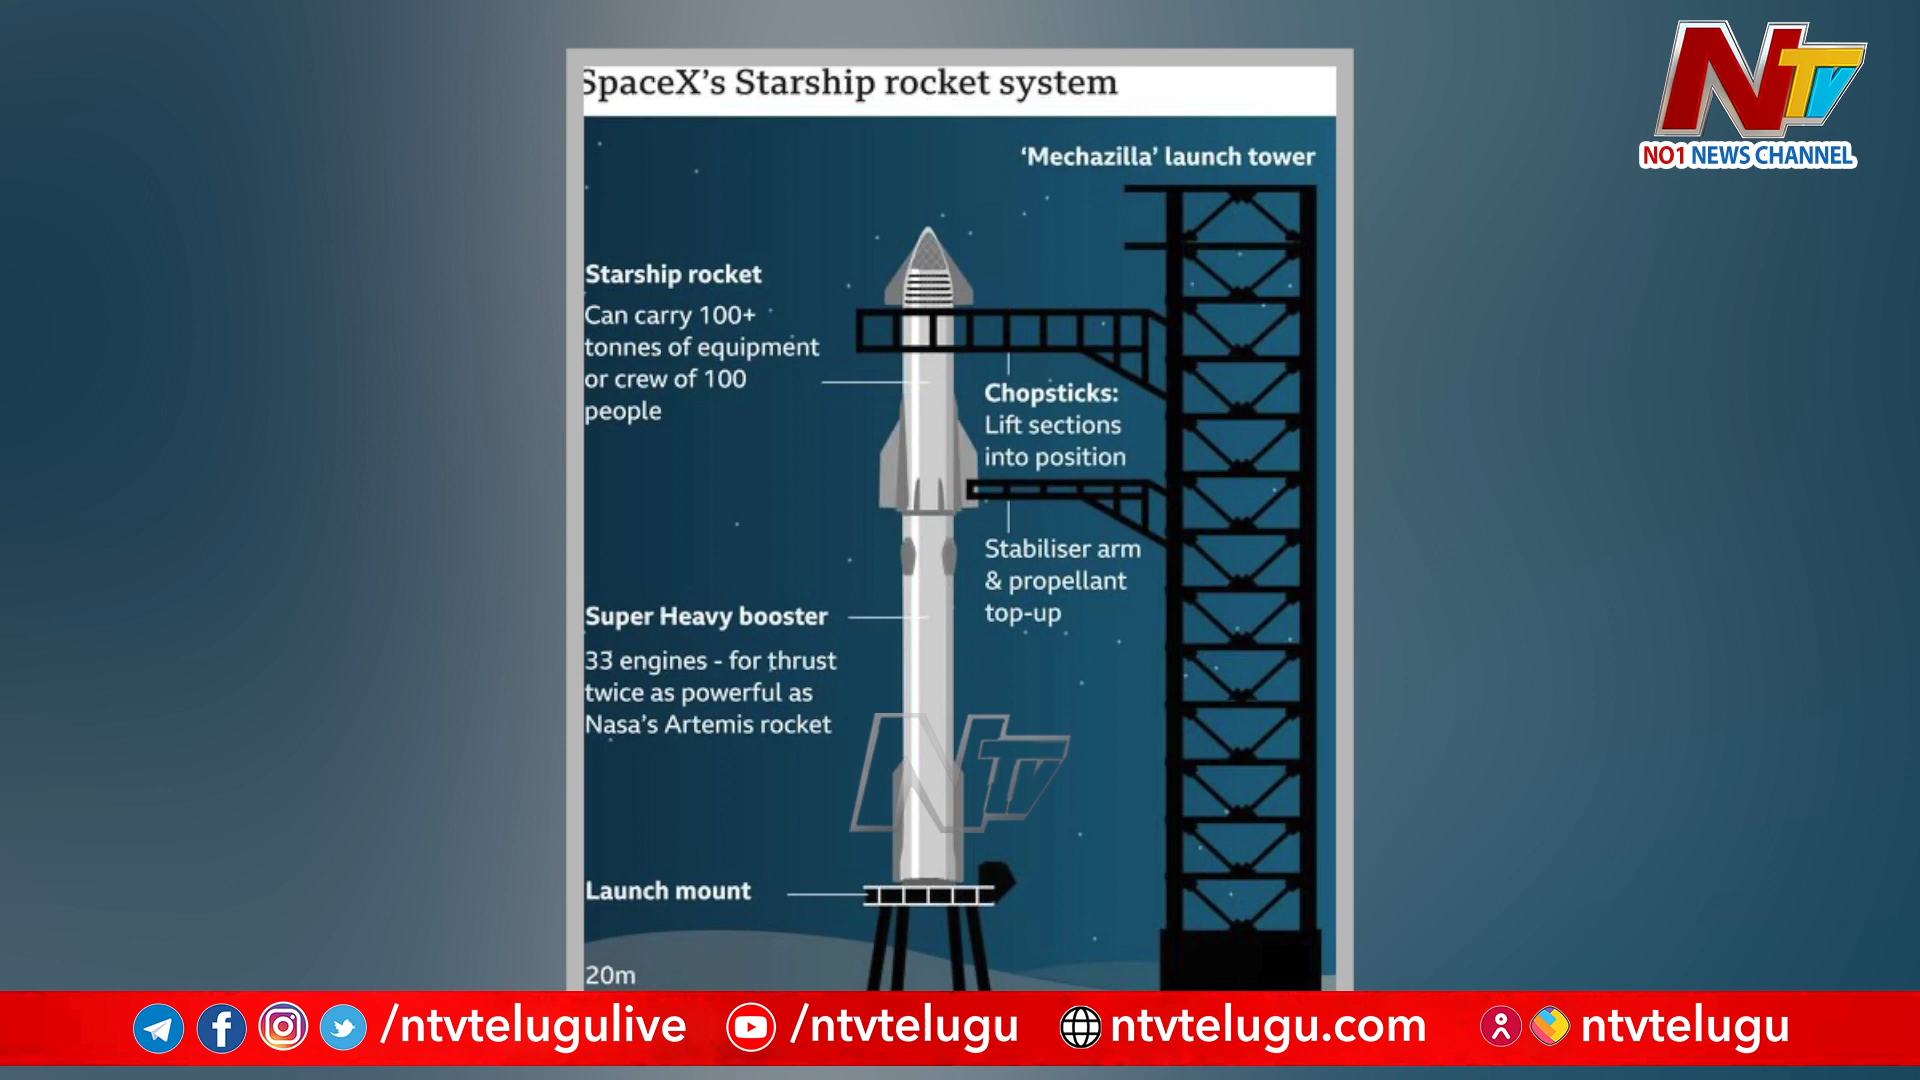 SpaceX's Starship rocket system
NTv
NO1 NEWS CHANNEL
'Mechazilla' launch tower
Starship rocket
Can carry 100+
tonnes of equipment
or crew of 100
people
Chopsticks:
Lift sections
into position
Stabiliser arm
& propellant
top-up
Super Heavy booster
33 engines - for thrust
twice as powerful as
Nasa's Artemis rocket
NTv
Launch mount
20m
/ntvtelugulive /ntvtelugu ntvtelugu.com ntvtelugu